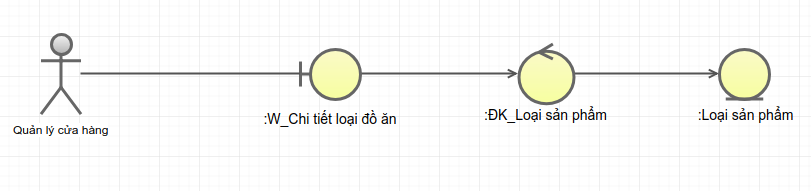 Quản lý cửa hàng
:W_Chi tiết loại đồ ăn
:ĐK_Loại sản phẩm
:Loại sản phẩm